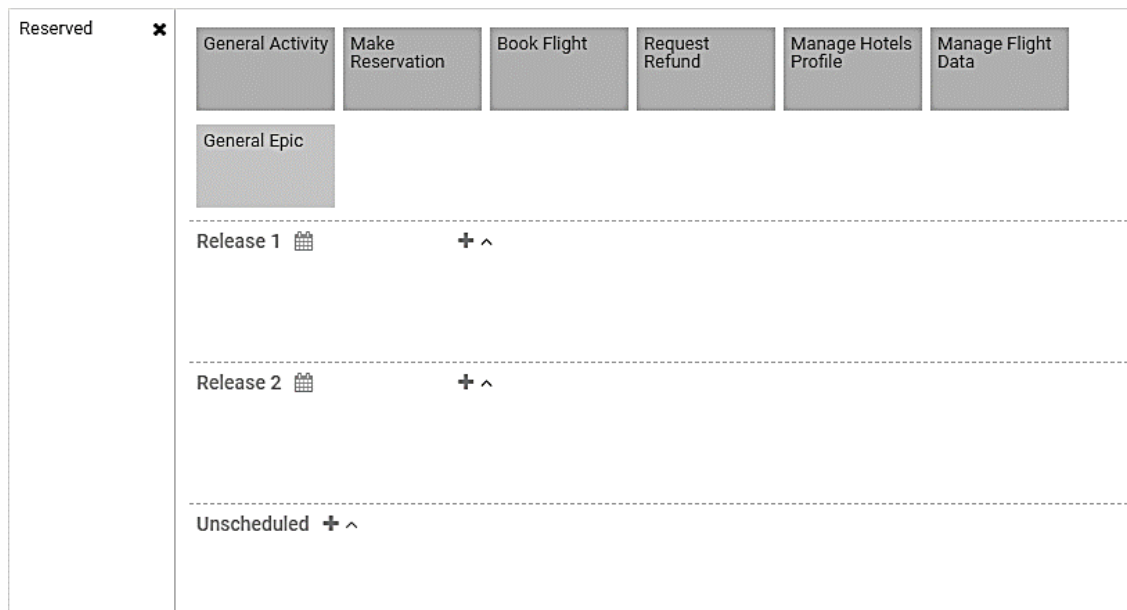 Reserved
General Activity
Make
Reservation
Book Flight
Request
Refund
Manage Hotels
Profile
Manage Flight
Data
General Epic
Release 1
Release 2
Unscheduled